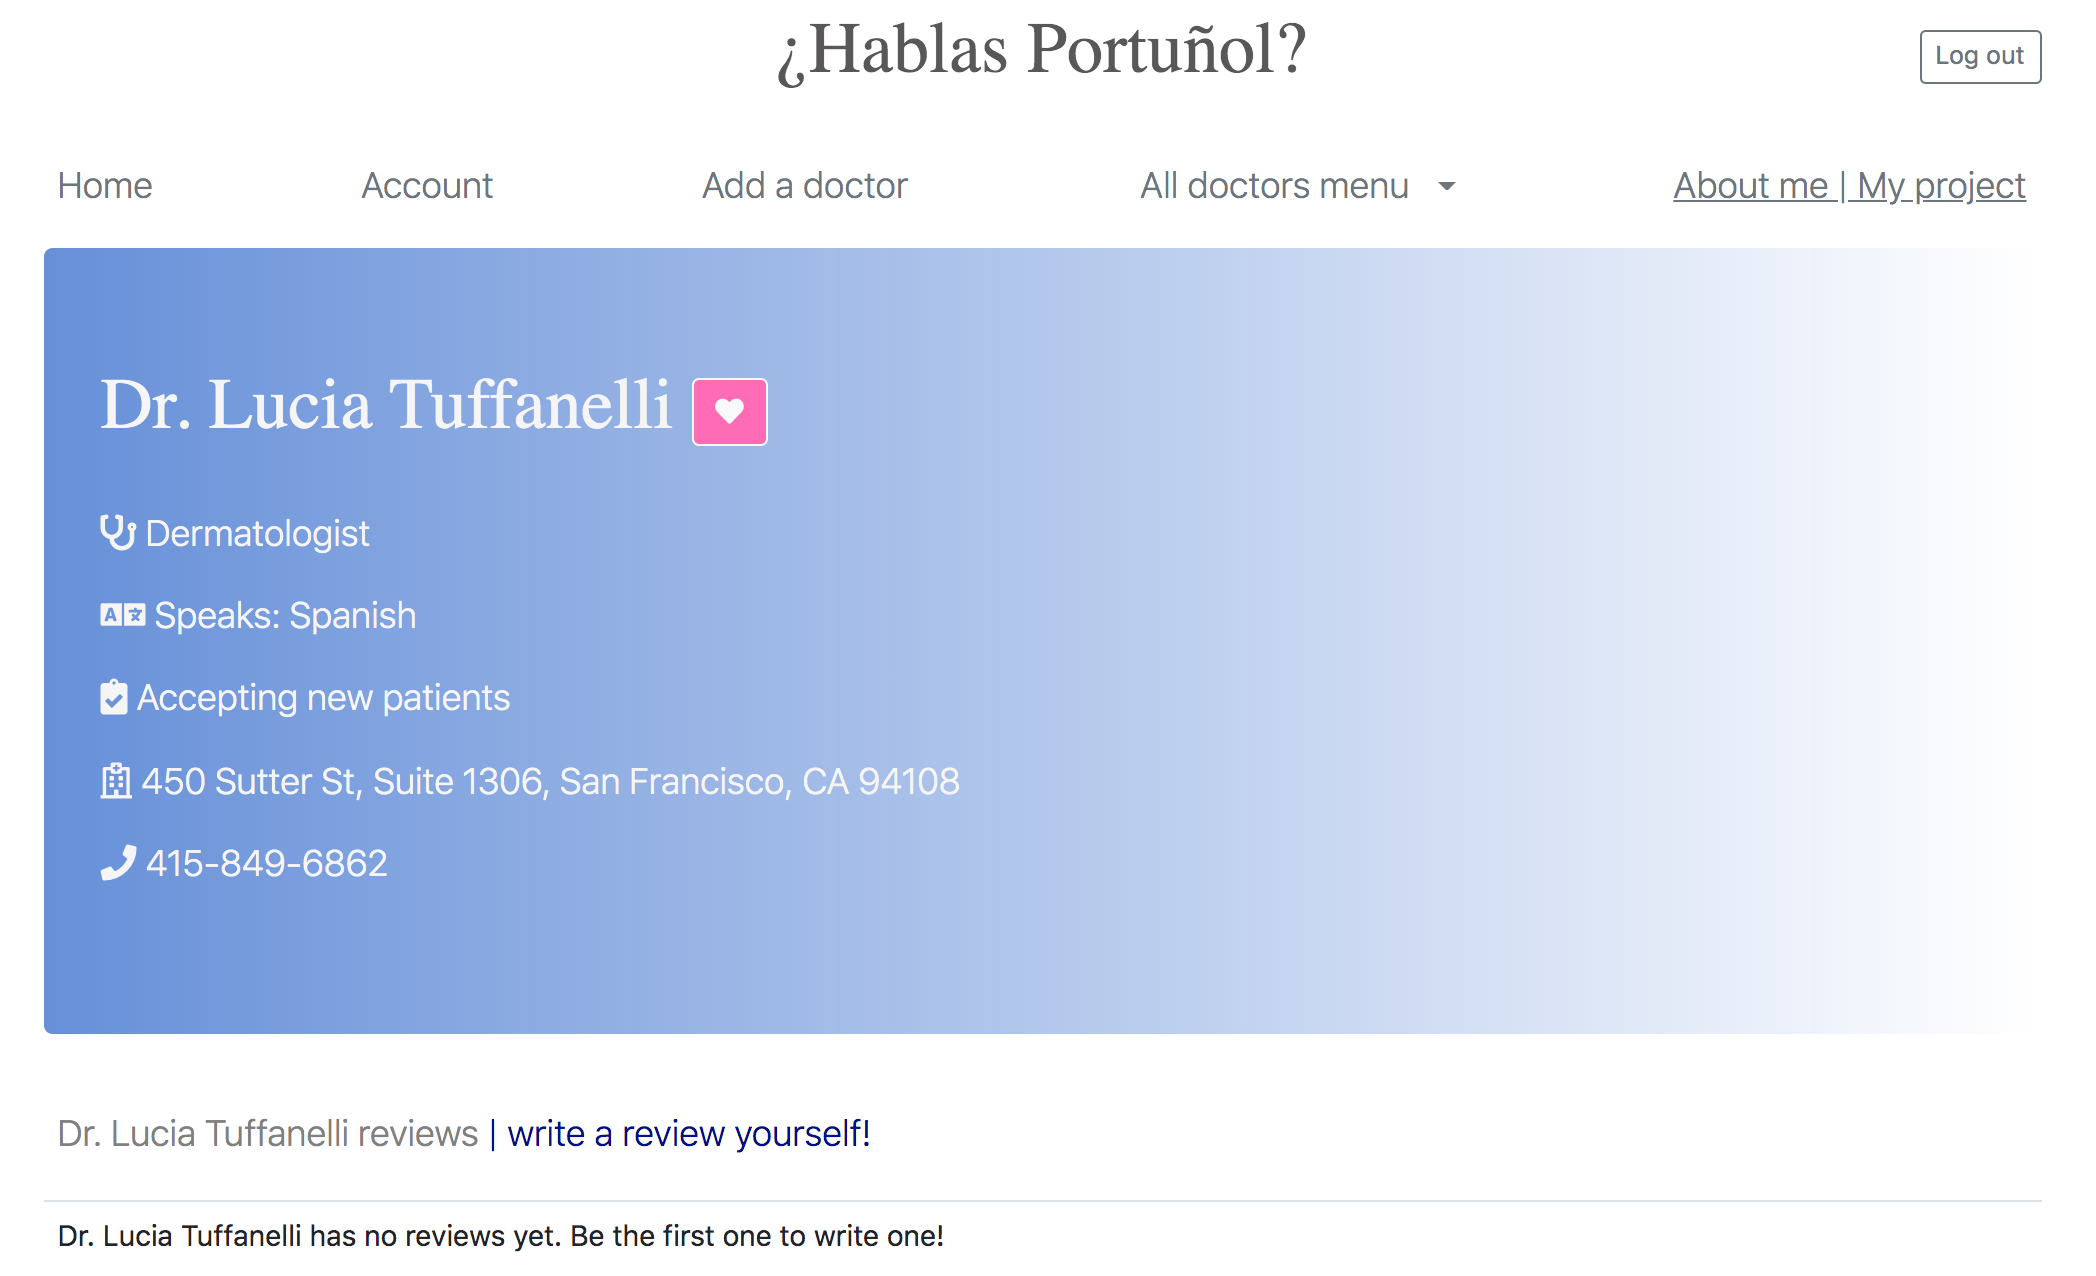 ¿Hablas Portuñol?
Log out
Home Account Add a doctor All doctors menu About me | My project
Dr. Lucia Tuffanelli
Dermatologist
Speaks: Spanish
Accepting new patients
450 Sutter St, Suite 1306, San Francisco, CA 94108
415-849-6862
Dr. Lucia Tuffanelli reviews | write a review yourself!
Dr. Lucia Tuffanelli has no reviews yet. Be the first one to write one!